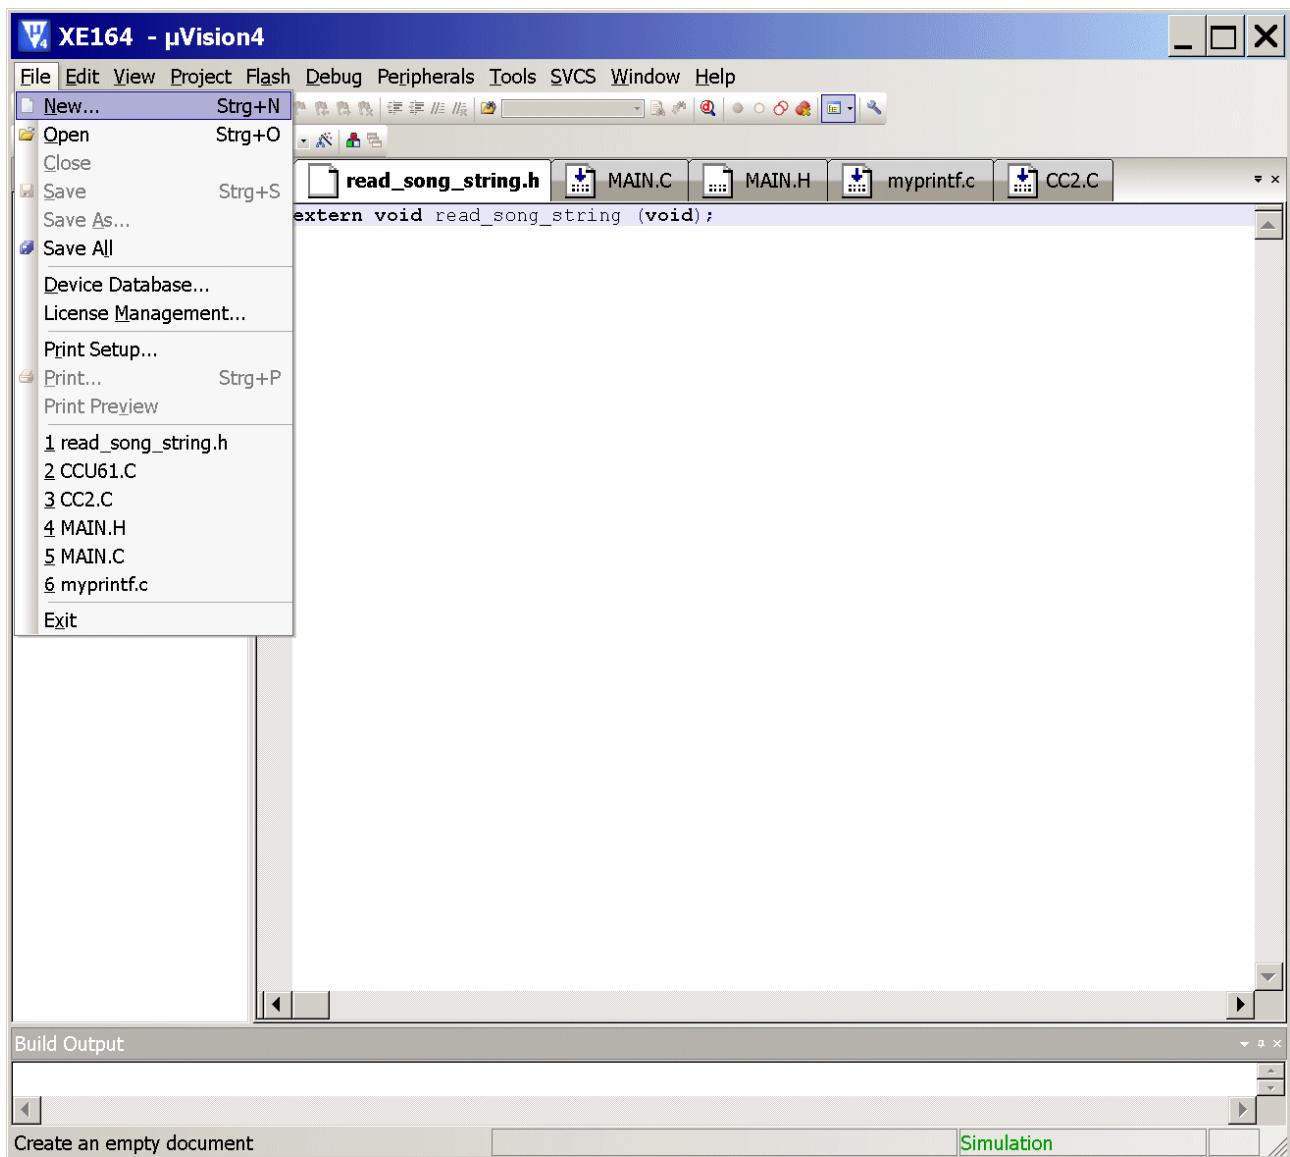 XE164 - µVision4
File Edit View Project Flash Debug Peripherals Tools SVCS Window Help
New... Strg+N
Open Strg+O
Close
Save Strg+S
Save As...
Save All
Device Database...
License Management...
Print Setup...
Print... Strg+P
Print Preview
1 read_song_string.h
2 CCU61.C
3 CC2.C
4 MAIN.H
5 MAIN.C
6 myprintf.c
Exit
read_song_string.h MAIN.C MAIN.H myprintf.c CC2.C
extern void read_song_string (void);
Build Output
Create an empty document Simulation